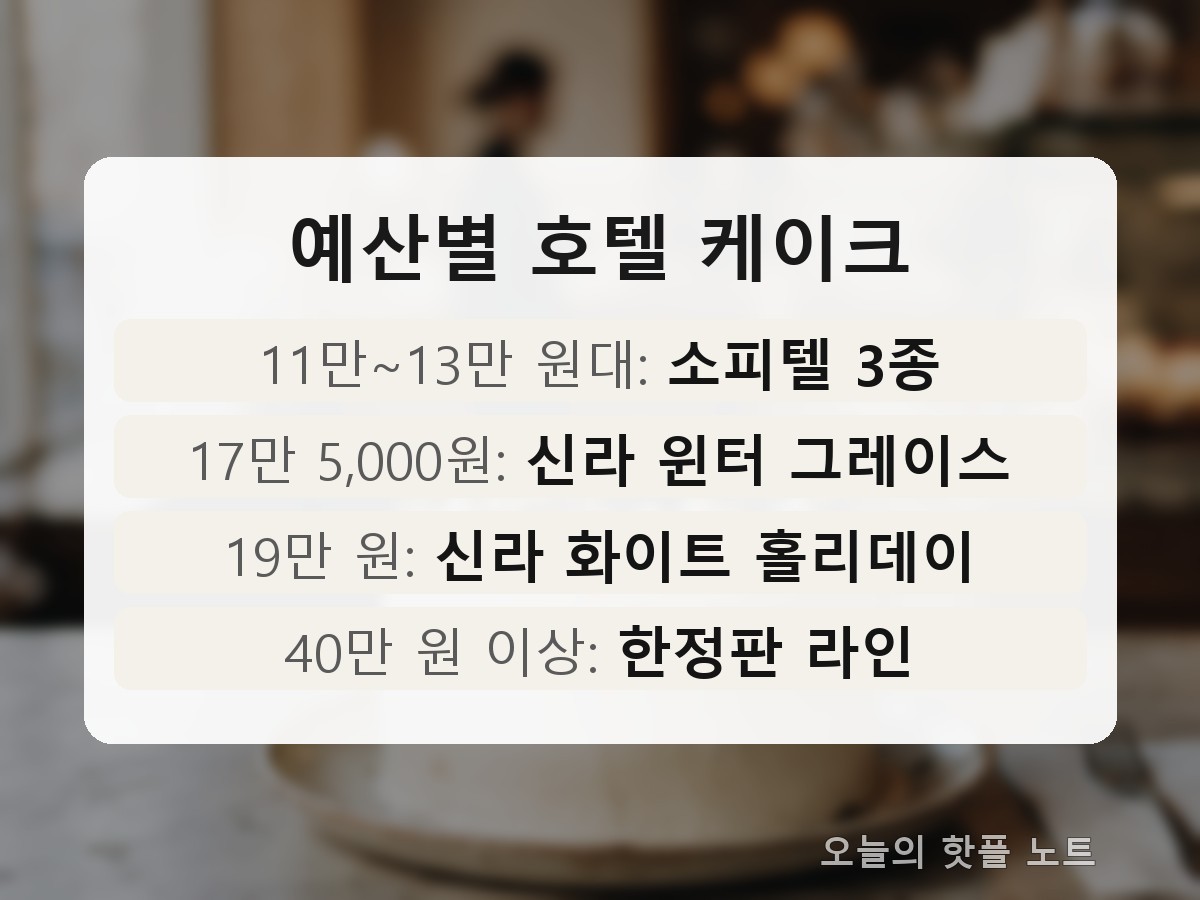 예산별 호텔 케이크
11만~13만 원대: 소피텔 3종
17만 5,000원: 신라 윈터 그레이스
19만 원: 신라 화이트 홀리데이
40만 원 이상: 한정판 라인
오늘의 핫플 노트